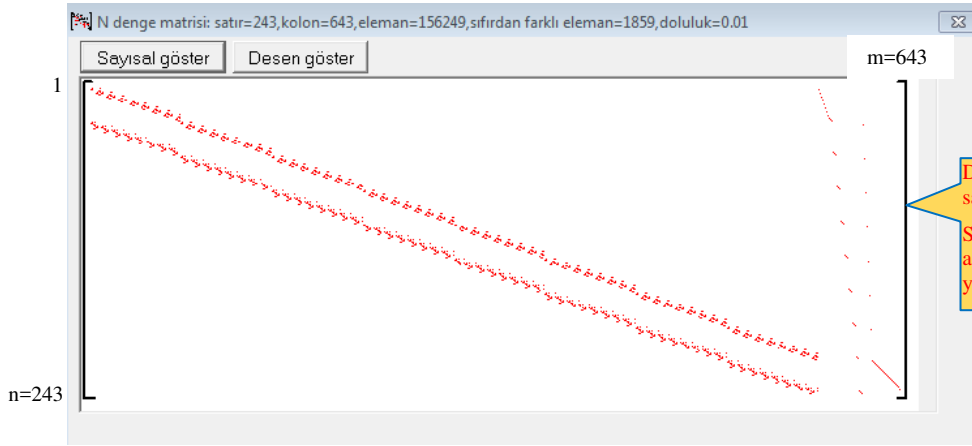 N denge matrisi: satır=243,kolon=643,eleman=156249,sıfırdan farklı eleman=1859,doluluk=0.01
Sayısal göster Desen göster
m=643
1
n=243